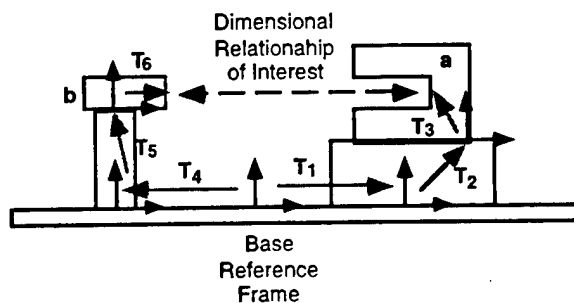 Dimensional
Relationahip
of Interest
T6
b
a
T3
T5
T4
T1
T2
Base
Reference
Frame